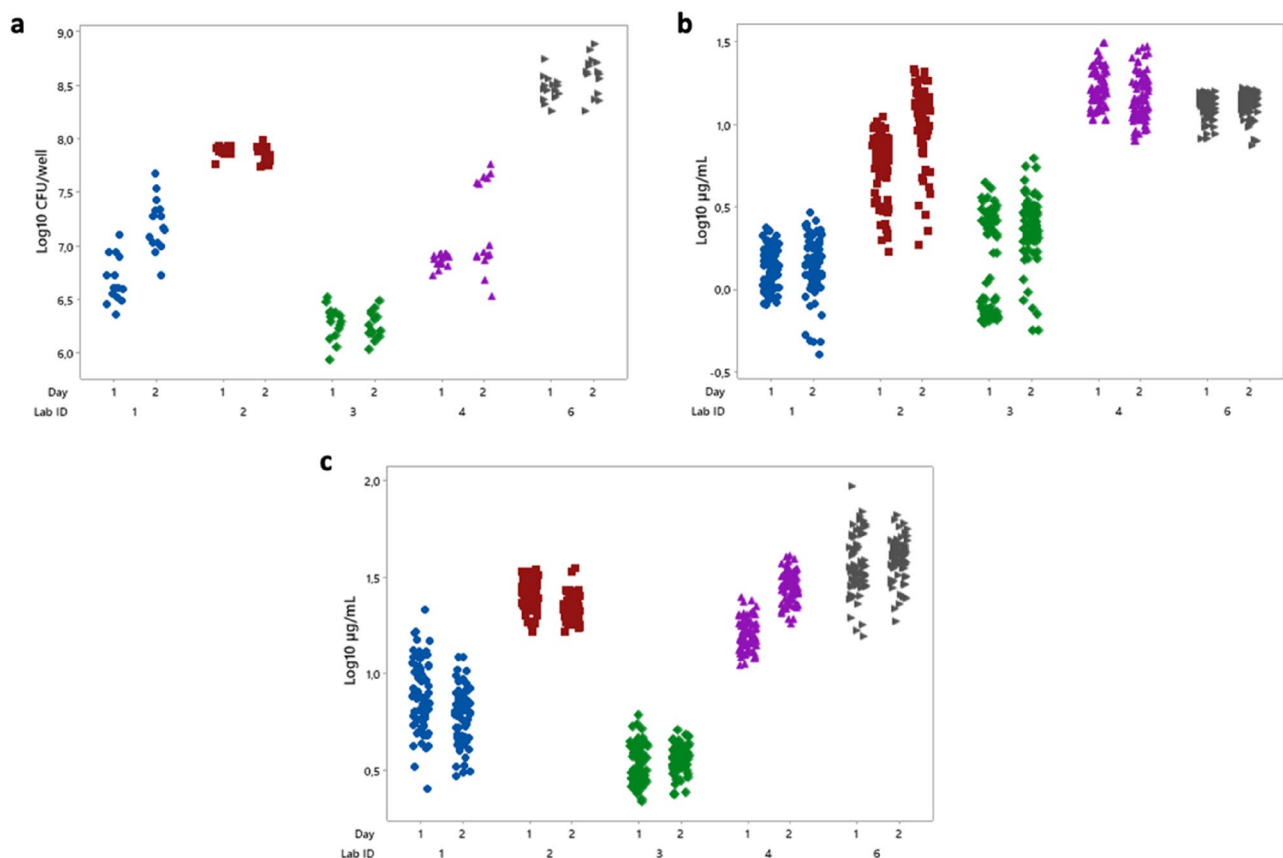 a
9,0
8,5
8,0
7,5
7,0
6,5
6,0
Log10 CFU/well
Day 1 2 1 2 1 2 1 2 1 2
Lab ID 1 2 3 4 6
b
1,5
1,0
0,5
0,0
-0,5
Log10 µg/mL
Day 1 2 1 2 1 2 1 2 1 2
Lab ID 1 2 3 4 6
c
2,0
1,5
1,0
0,5
Log10 µg/mL
Day 1 2 1 2 1 2 1 2 1 2
Lab ID 1 2 3 4 6